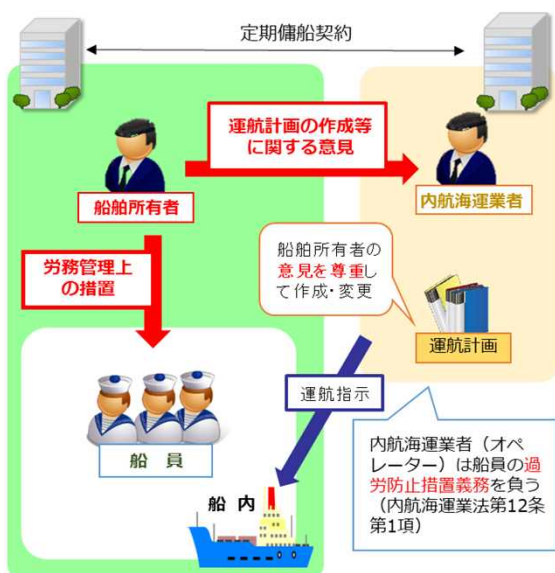 定期傭船契約
運航計画の作成等
に関する意見
船舶所有者
内航海運業者
労務管理上
の措置
船舶所有者の
意見を尊重し
て作成・変更
運航計画
運航指示
船　員
船　内
内航海運業者（オペ
レーター）は船員の過
労防止措置義務を負う
（内航海運業法第12条
第1項）